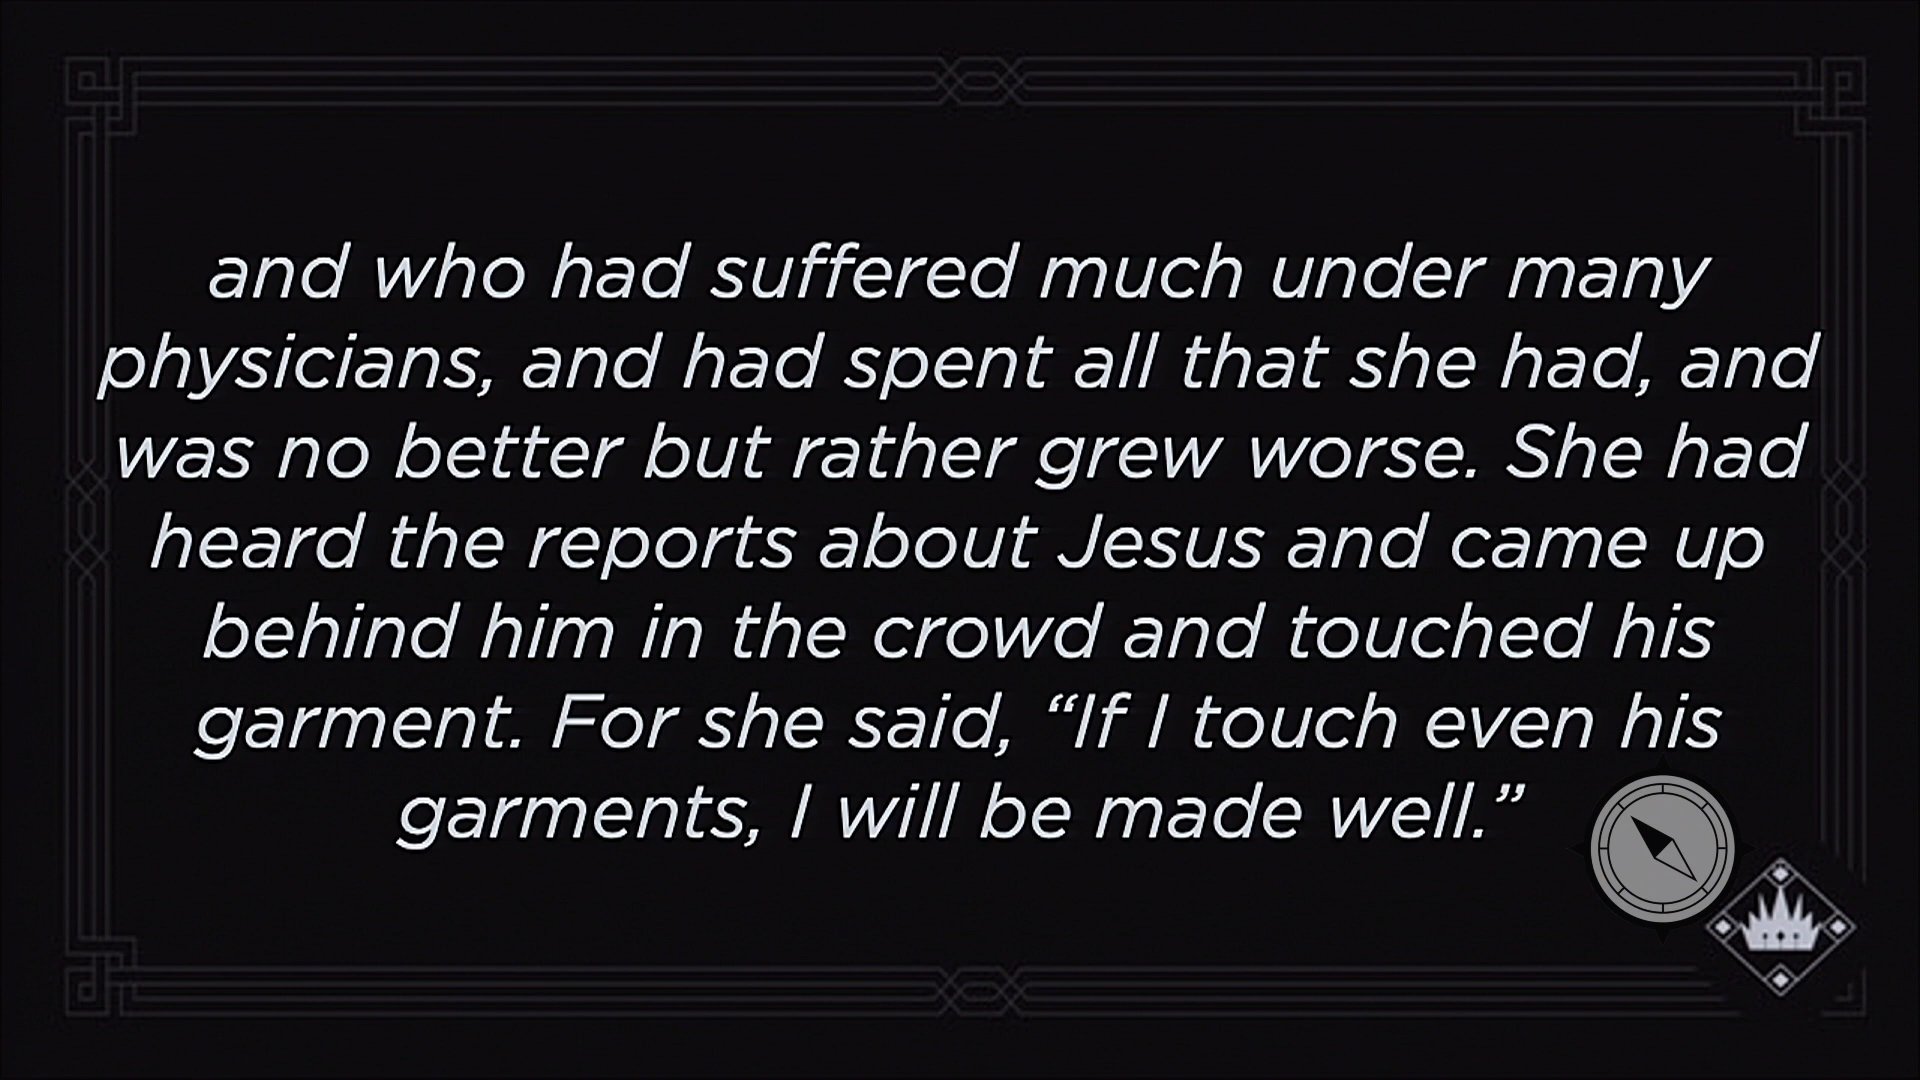 and who had suffered much under many
physicians, and had spent all that she had, and
was no better but rather grew worse. She had
heard the reports about Jesus and came up
behind him in the crowd and touched his
garment. For she said, “If I touch even his
garments, I will be made well.”